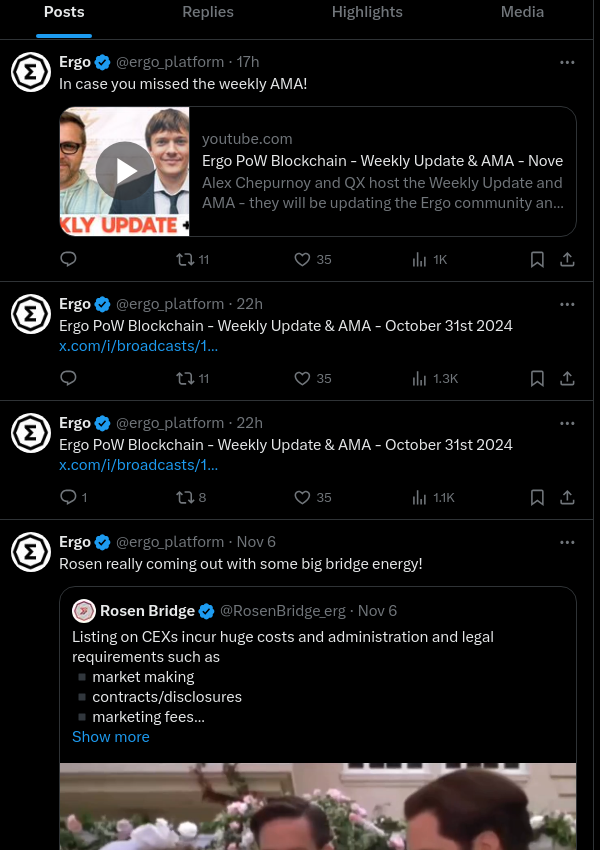 Posts Replies Highlights Media
Ergo @ergo_platform · 17h
In case you missed the weekly AMA!
KLY UPDATE +
youtube.com
Ergo PoW Blockchain - Weekly Update & AMA - Nove
Alex Chepurnoy and QX host the Weekly Update and
AMA - they will be updating the Ergo community an...
11 35 1K
Ergo @ergo_platform · 22h
Ergo PoW Blockchain - Weekly Update & AMA - October 31st 2024
x.com/i/broadcasts/1...
11 35 1.3K
Ergo @ergo_platform · 22h
Ergo PoW Blockchain - Weekly Update & AMA - October 31st 2024
x.com/i/broadcasts/1...
1 8 35 1.1K
Ergo @ergo_platform · Nov 6
Rosen really coming out with some big bridge energy!
Rosen Bridge @RosenBridge_erg · Nov 6
Listing on CEXs incur huge costs and administration and legal
requirements such as
▪ market making
▪ contracts/disclosures
▪ marketing fees...
Show more